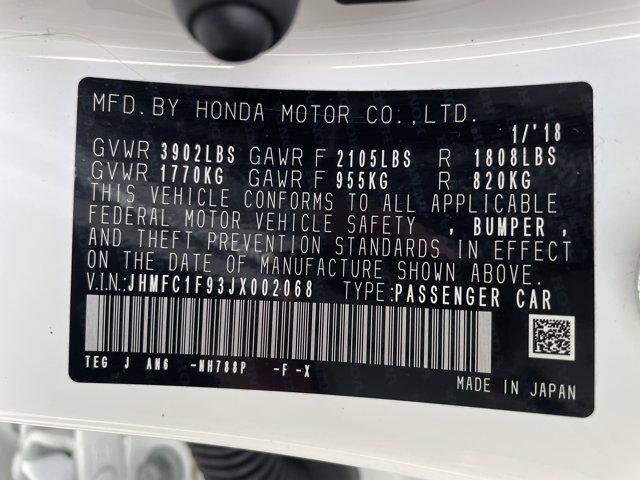 MFD. BY HONDA MOTOR CO.,LTD.
1/'18
GVWR 3902LBS GAWR F 2105LBS R 1808LBS
GVWR 1770KG GAWR F 955KG R 820KG
THIS VEHICLE CONFORMS TO ALL APPLICABLE
FEDERAL MOTOR VEHICLE SAFETY , BUMPER ,
AND THEFT PREVENTION STANDARDS IN EFFECT
ON THE DATE OF MANUFACTURE SHOWN ABOVE.
V.I.N.:JHMFC1F93JX002068 TYPE:PASSENGER CAR
TEG J AN6 -NH788P -F -X
MADE IN JAPAN